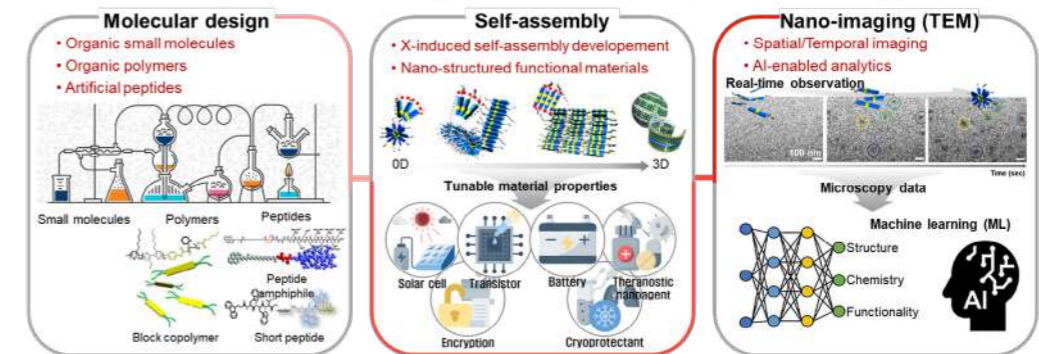 Molecular design
• Organic small molecules
• Organic polymers
• Artificial peptides
Small molecules
Polymers
Peptides
Peptide
amphiphile
Block copolymer
Short peptide
Self-assembly
• X-induced self-assembly developement
• Nano-structured functional materials
0D
3D
Tunable material properties
Solar cell
Transistor
Battery
Theranostic
nanoagent
Encryption
Cryoprotectant
Nano-imaging (TEM)
• Spatial/Temporal imaging
• AI-enabled analytics
Real-time observation
100 nm
Time (sec)
Microscopy data
Machine learning (ML)
Structure
Chemistry
Functionality
AI